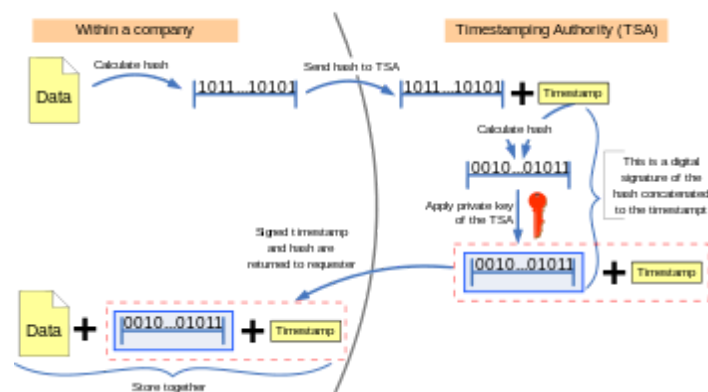 Within a company
Timestamping Authority (TSA)
Calculate hash
Send hash to TSA
Data
1011...10101
1011...10101
+
Timestamp
Calculate hash
0010...01011
This is a digital
signature of the
hash concatenated
to the timestampt
Apply private key
of the TSA
Signed timestamp
and hash are
returned to requester
0010...01011
+
Timestamp
Data
+
0010...01011
+
Timestamp
Store together